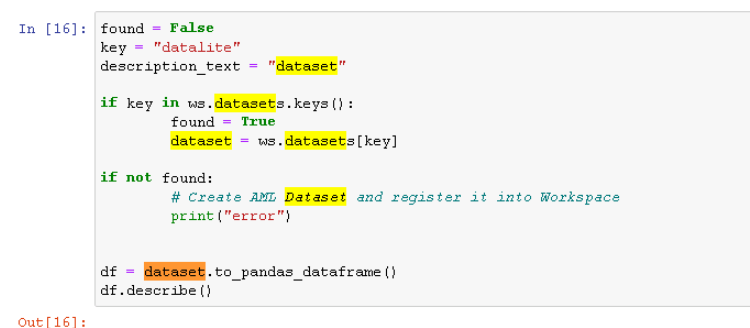 In [16]: found = False
key = "datalite"
description_text = "dataset"
if key in ws.datasets.keys():
found = True
dataset = ws.datasets[key]
if not found:
# Create AML Dataset and register it into Workspace
print("error")
df = dataset.to_pandas_dataframe()
df.describe()
Out[16]: